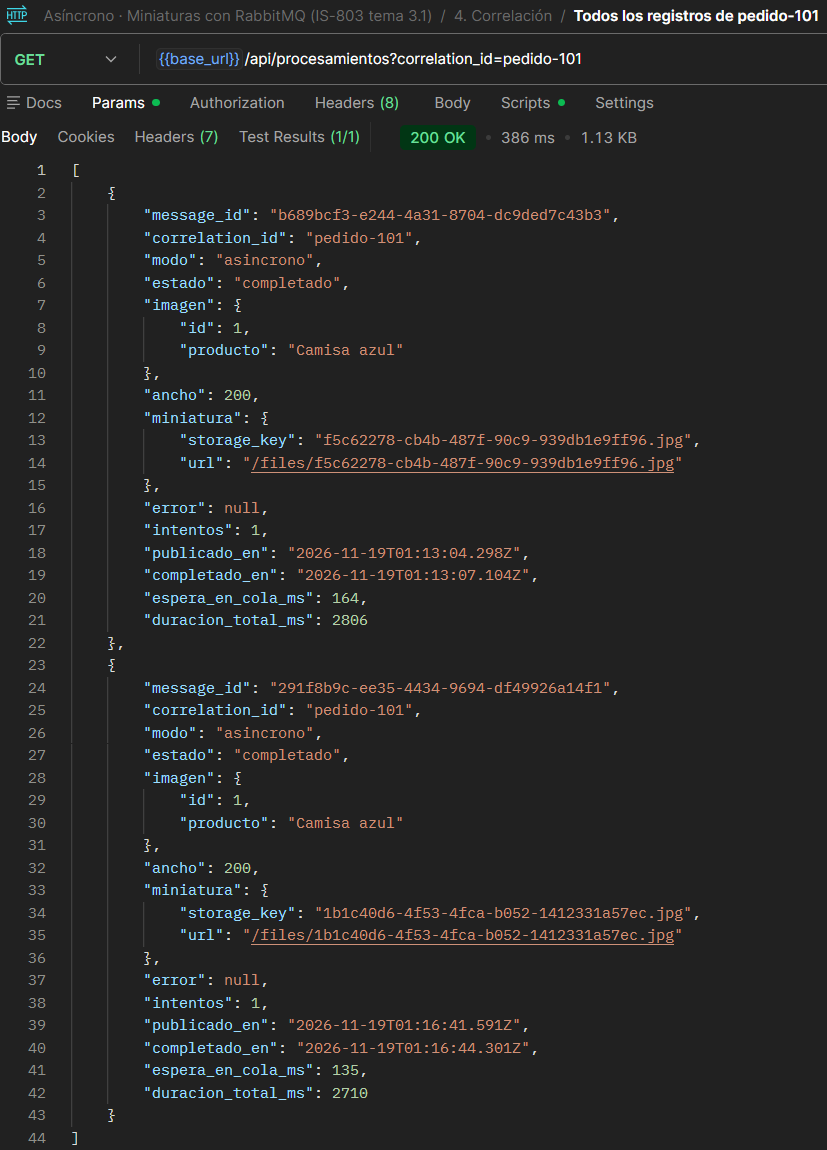 HTTP Asíncrono · Miniaturas con RabbitMQ (IS-803 tema 3.1) / 4. Correlación / Todos los registros de pedido-101
GET {{base_url}}/api/procesamientos?correlation_id=pedido-101
Docs Params Authorization Headers (8) Body Scripts Settings
Body Cookies Headers (7) Test Results (1/1) 200 OK • 386 ms • 1.13 KB
1 [
2 {
3 "message_id": "b689bcf3-e244-4a31-8704-dc9ded7c43b3",
4 "correlation_id": "pedido-101",
5 "modo": "asincrono",
6 "estado": "completado",
7 "imagen": {
8 "id": 1,
9 "producto": "Camisa azul"
10 },
11 "ancho": 200,
12 "miniatura": {
13 "storage_key": "f5c62278-cb4b-487f-90c9-939db1e9ff96.jpg",
14 "url": "/files/f5c62278-cb4b-487f-90c9-939db1e9ff96.jpg"
15 },
16 "error": null,
17 "intentos": 1,
18 "publicado_en": "2026-11-19T01:13:04.298Z",
19 "completado_en": "2026-11-19T01:13:07.104Z",
20 "espera_en_cola_ms": 164,
21 "duracion_total_ms": 2806
22 },
23 {
24 "message_id": "291f8b9c-ee35-4434-9694-df49926a14f1",
25 "correlation_id": "pedido-101",
26 "modo": "asincrono",
27 "estado": "completado",
28 "imagen": {
29 "id": 1,
30 "producto": "Camisa azul"
31 },
32 "ancho": 200,
33 "miniatura": {
34 "storage_key": "1b1c40d6-4f53-4fca-b052-1412331a57ec.jpg",
35 "url": "/files/1b1c40d6-4f53-4fca-b052-1412331a57ec.jpg"
36 },
37 "error": null,
38 "intentos": 1,
39 "publicado_en": "2026-11-19T01:16:41.591Z",
40 "completado_en": "2026-11-19T01:16:44.301Z",
41 "espera_en_cola_ms": 135,
42 "duracion_total_ms": 2710
43 }
44 ]